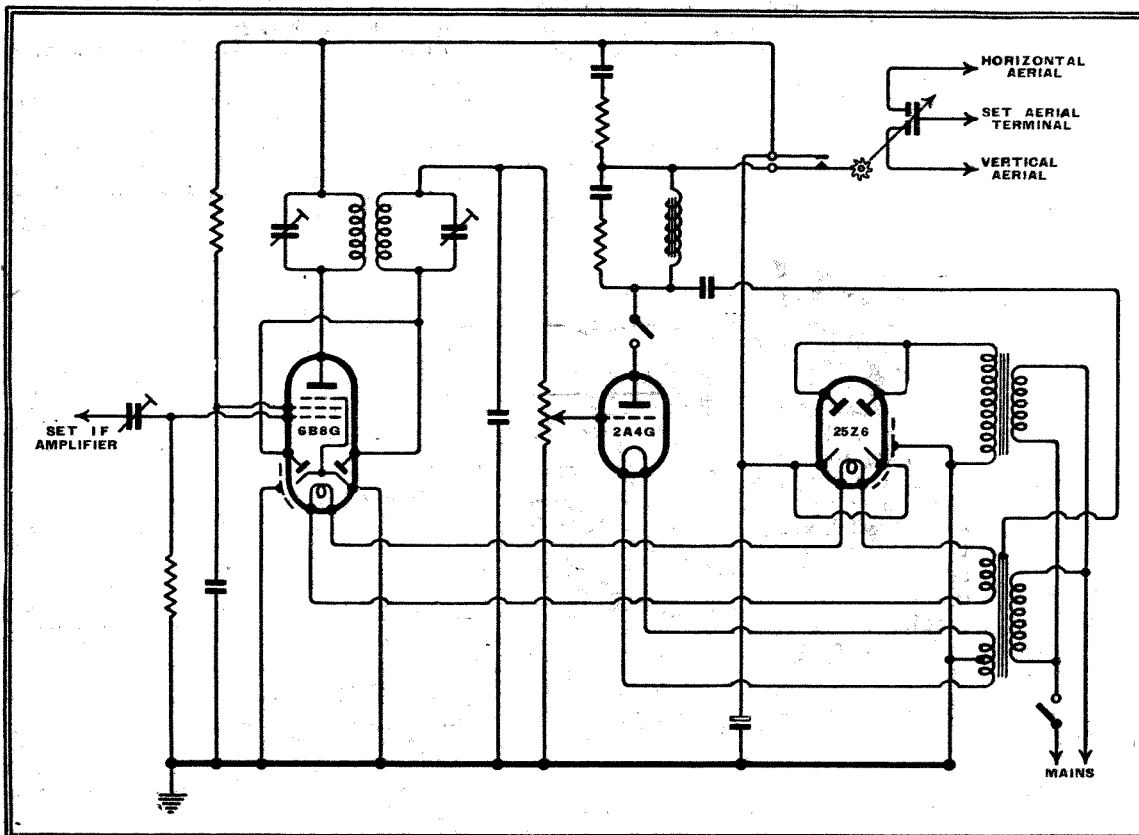 HORIZONTAL
AERIAL
SET AERIAL
TERMINAL
VERTICAL
AERIAL
SET IF
AMPLIFIER
6B8G
2A4G
25Z6
MAINS